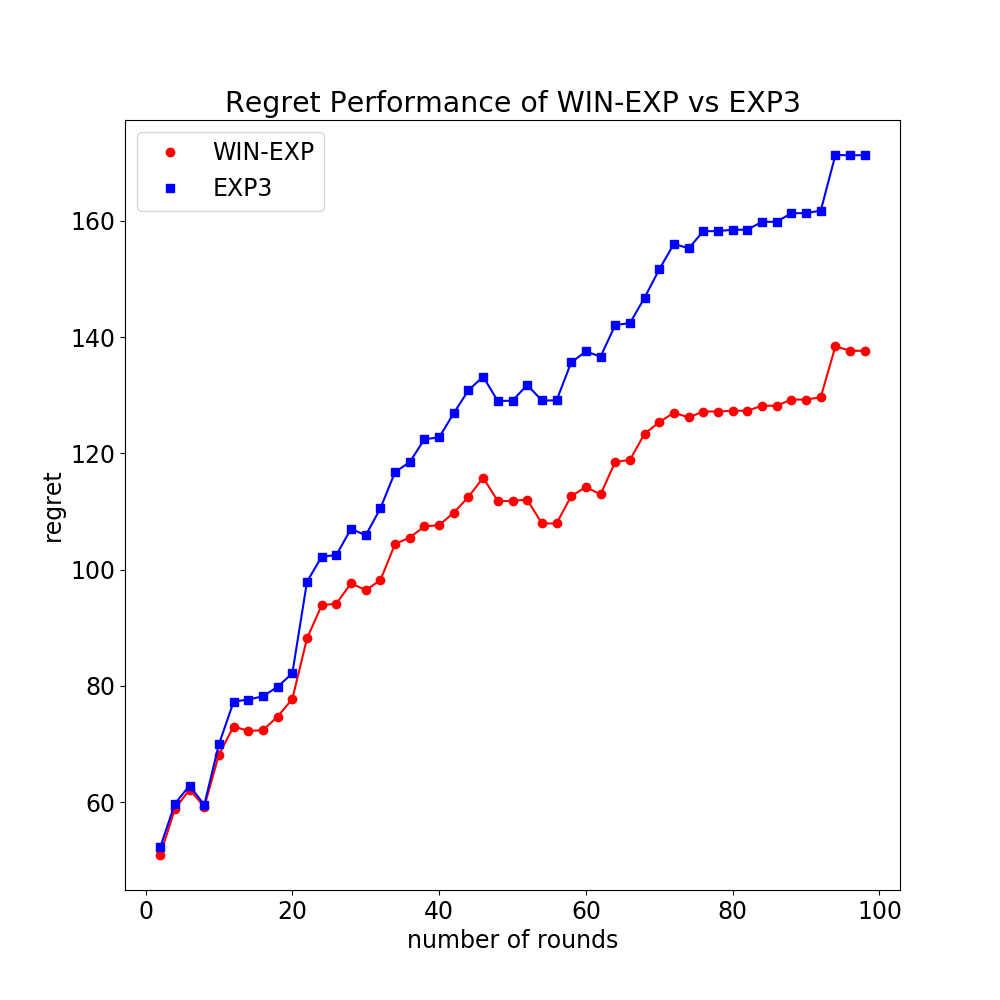 Regret Performance of WIN-EXP vs EXP3
WIN-EXP
EXP3
160
140
120
100
80
60
regret
0 20 40 60 80 100
number of rounds